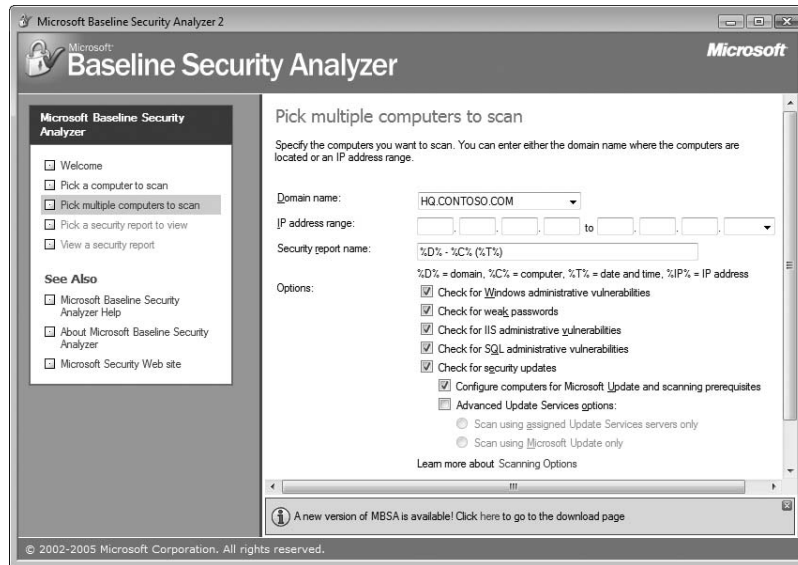 Microsoft Baseline Security Analyzer 2
Microsoft
Baseline Security Analyzer
Microsoft
Microsoft Baseline Security
Analyzer
Welcome
Pick a computer to scan
Pick multiple computers to scan
Pick a security report to view
View a security report
See Also
Microsoft Baseline Security
Analyzer Help
About Microsoft Baseline Security
Analyzer
Microsoft Security Web site
Pick multiple computers to scan
Specify the computers you want to scan. You can enter either the domain name where the computers are
located or an IP address range.
Domain name: HQ.CONTOSO.COM
IP address range: . . . to . . .
Security report name: %D% - %C% (%T%)
%D% = domain, %C% = computer, %T% = date and time, %IP% = IP address
Options: Check for Windows administrative vulnerabilities
Check for weak passwords
Check for IIS administrative vulnerabilities
Check for SQL administrative vulnerabilities
Check for security updates
Configure computers for Microsoft Update and scanning prerequisites
Advanced Update Services options:
Scan using assigned Update Services servers only
Scan using Microsoft Update only
Learn more about Scanning Options
A new version of MBSA is available! Click here to go to the download page
© 2002-2005 Microsoft Corporation. All rights reserved.